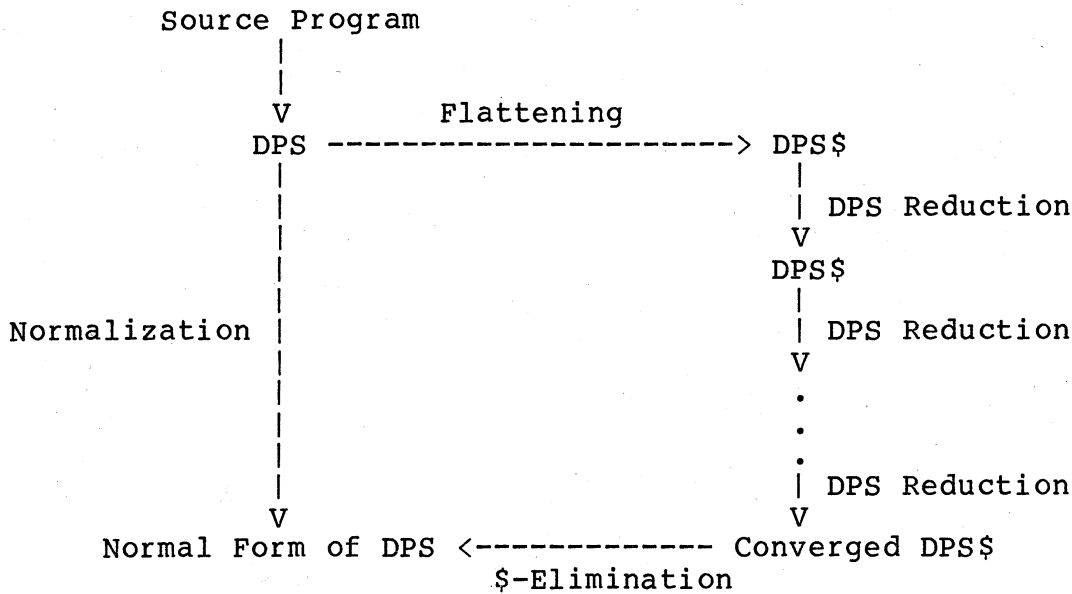 Source Program
Flattening
DPS DPS$
DPS Reduction
DPS$
Normalization DPS Reduction
DPS Reduction
Normal Form of DPS Converged DPS$
$-Elimination